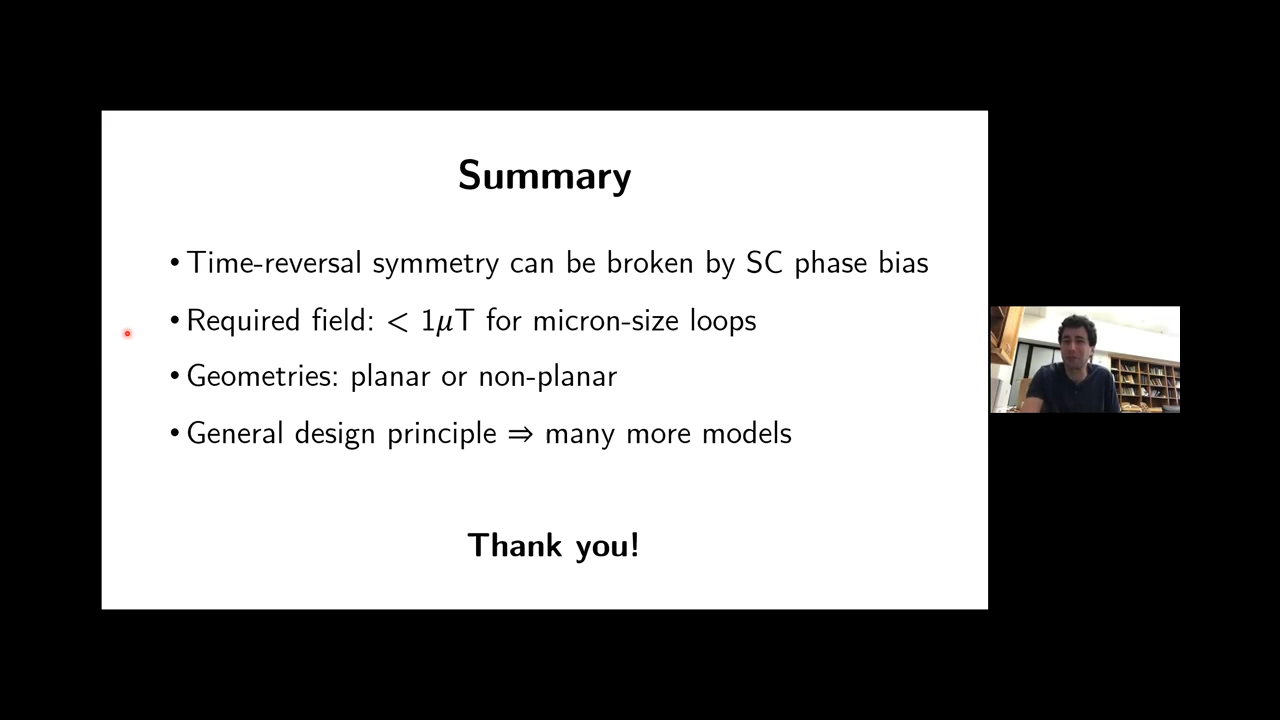 Summary
• Time-reversal symmetry can be broken by SC phase bias
• Required field: < 1μT for micron-size loops
• Geometries: planar or non-planar
• General design principle ⇒ many more models
Thank you!